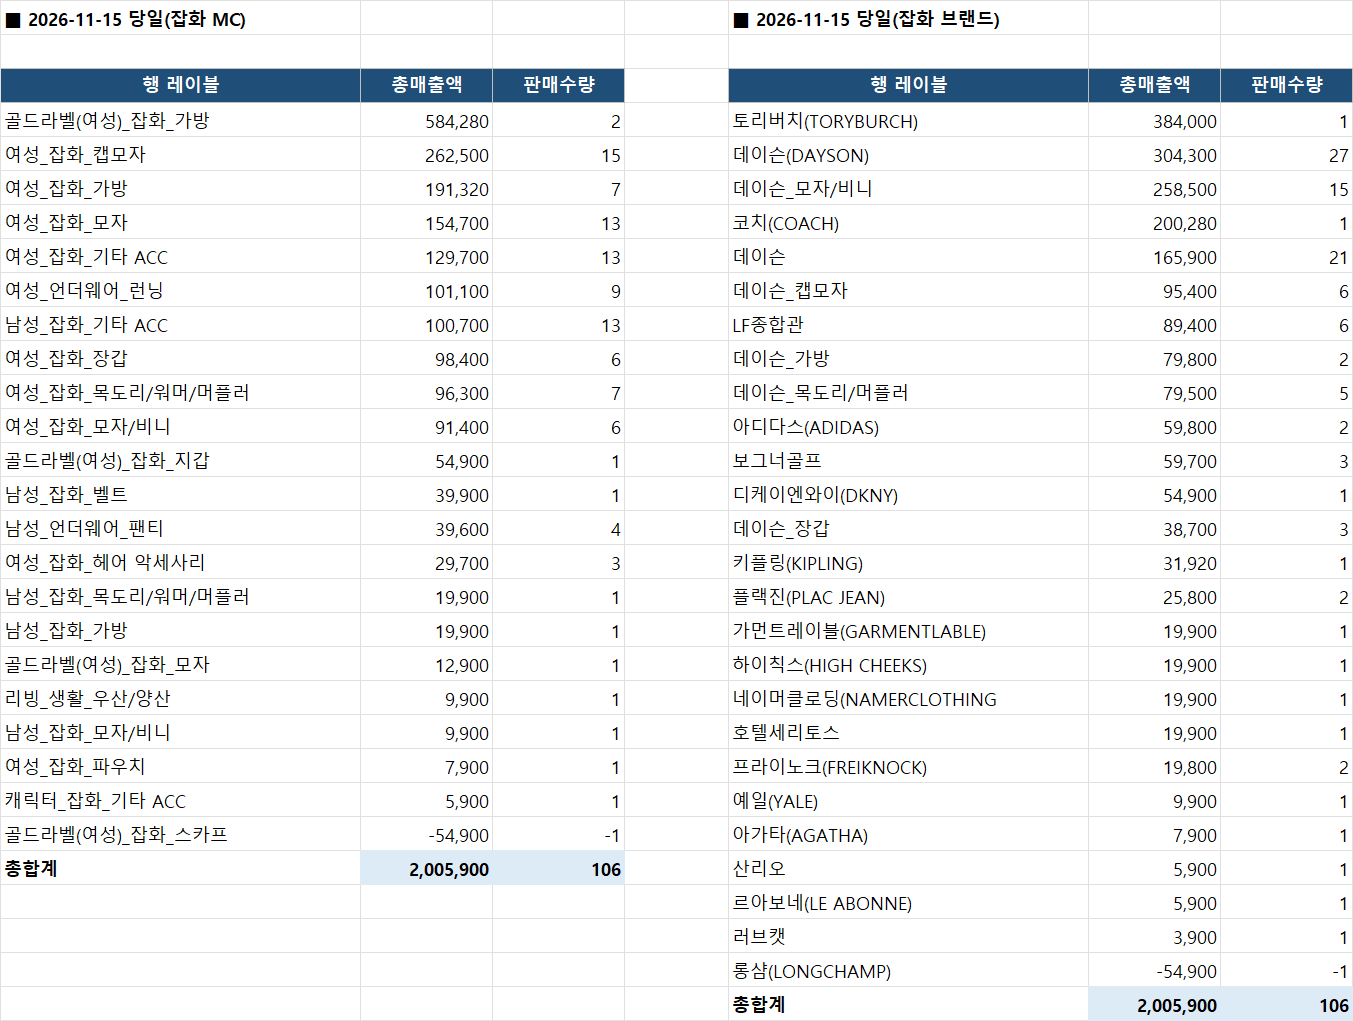 ■ 2026-11-15 당일(잡화 MC)
행 레이블 총매출액 판매수량
골드라벨(여성)_잡화_가방 584,280 2
여성_잡화_캡모자 262,500 15
여성_잡화_가방 191,320 7
여성_잡화_모자 154,700 13
여성_잡화_기타 ACC 129,700 13
여성_언더웨어_런닝 101,100 9
남성_잡화_기타 ACC 100,700 13
여성_잡화_장갑 98,400 6
여성_잡화_목도리/워머/머플러 96,300 7
여성_잡화_모자/비니 91,400 6
골드라벨(여성)_잡화_지갑 54,900 1
남성_잡화_벨트 39,900 1
남성_언더웨어_팬티 39,600 4
여성_잡화_헤어 악세사리 29,700 3
남성_잡화_목도리/워머/머플러 19,900 1
남성_잡화_가방 19,900 1
골드라벨(여성)_잡화_모자 12,900 1
리빙_생활_우산/양산 9,900 1
남성_잡화_모자/비니 9,900 1
여성_잡화_파우치 7,900 1
캐릭터_잡화_기타 ACC 5,900 1
골드라벨(여성)_잡화_스카프 -54,900 -1
총합계 2,005,900 106
■ 2026-11-15 당일(잡화 브랜드)
행 레이블 총매출액 판매수량
토리버치(TORYBURCH) 384,000 1
데이슨(DAYSON) 304,300 27
데이슨_모자/비니 258,500 15
코치(COACH) 200,280 1
데이슨 165,900 21
데이슨_캡모자 95,400 6
LF종합관 89,400 6
데이슨_가방 79,800 2
데이슨_목도리/머플러 79,500 5
아디다스(ADIDAS) 59,800 2
보그너골프 59,700 3
디케이엔와이(DKNY) 54,900 1
데이슨_장갑 38,700 3
키플링(KIPLING) 31,920 1
플랙진(PLAC JEAN) 25,800 2
가먼트레이블(GARMENTLABLE) 19,900 1
하이칙스(HIGH CHEEKS) 19,900 1
네이머클로딩(NAMERCLOTHING 19,900 1
호텔세리토스 19,900 1
프라이노크(FREIKNOCK) 19,800 2
예일(YALE) 9,900 1
아가타(AGATHA) 7,900 1
산리오 5,900 1
르아보네(LE ABONNE) 5,900 1
러브캣 3,900 1
롱샴(LONGCHAMP) -54,900 -1
총합계 2,005,900 106